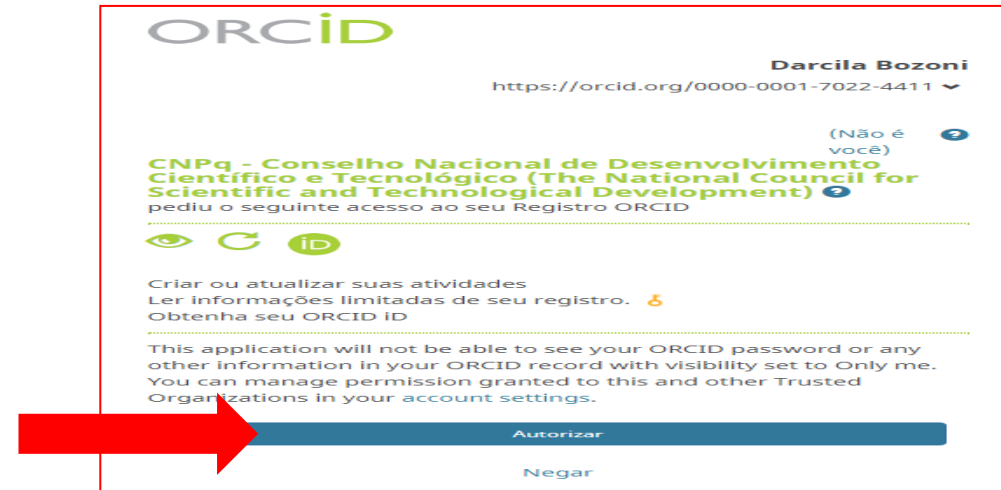 ORCiD
Darcila Bozoni
https://orcid.org/0000-0001-7022-4411
(Não é
você)
CNPq - Conselho Nacional de Desenvolvimento
Científico e Tecnológico (The National Council for
Scientific and Technological Development) ?
pediu o seguinte acesso ao seu Registro ORCID
iD
Criar ou atualizar suas atividades
Ler informações limitadas de seu registro.
Obtenha seu ORCID iD
This application will not be able to see your ORCID password or any
other information in your ORCID record with visibility set to Only me.
You can manage permission granted to this and other Trusted
Organizations in your account settings.
Autorizar
Negar